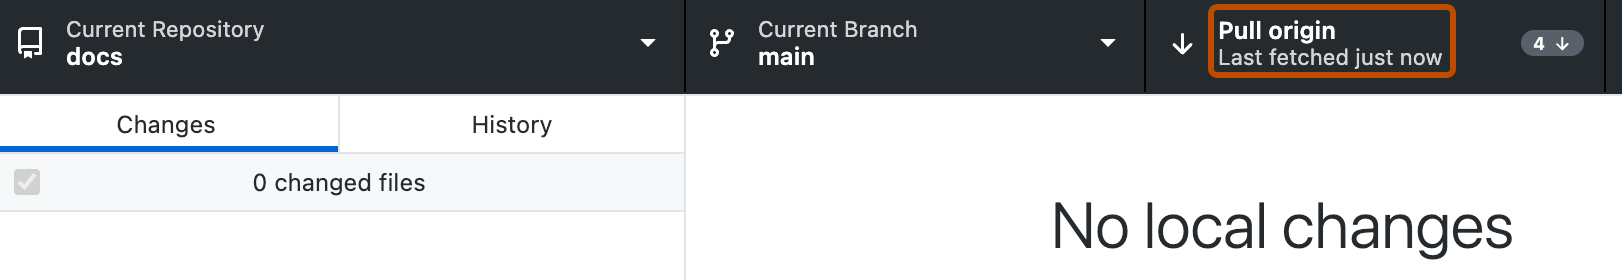 Current Repository
docs
Current Branch
main
Pull origin
Last fetched just now
4
Changes
History
0 changed files
No local changes